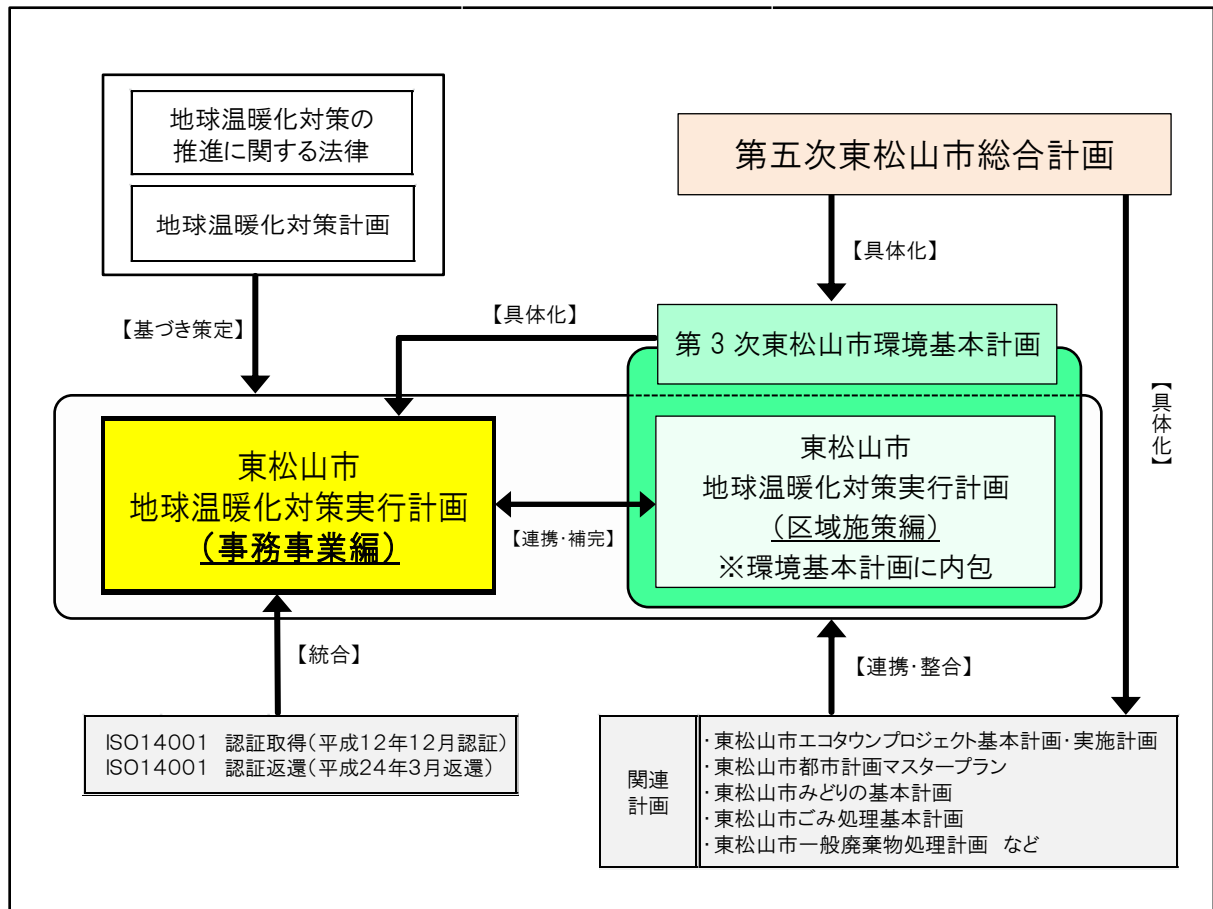 地球温暖化対策の
推進に関する法律
地球温暖化対策計画
第五次東松山市総合計画
【具体化】
【基づき策定】
【具体化】
第3次東松山市環境基本計画
【具体化】
東松山市
地球温暖化対策実行計画
(事務事業編)
【連携・補完】
東松山市
地球温暖化対策実行計画
(区域施策編)
※環境基本計画に内包
【統合】
【連携・整合】
ISO14001 認証取得(平成12年12月認証)
ISO14001 認証返還(平成24年3月返還)
関連
計画
・東松山市エコタウンプロジェクト基本計画・実施計画
・東松山市都市計画マスタープラン
・東松山市みどりの基本計画
・東松山市ごみ処理基本計画
・東松山市一般廃棄物処理計画 など